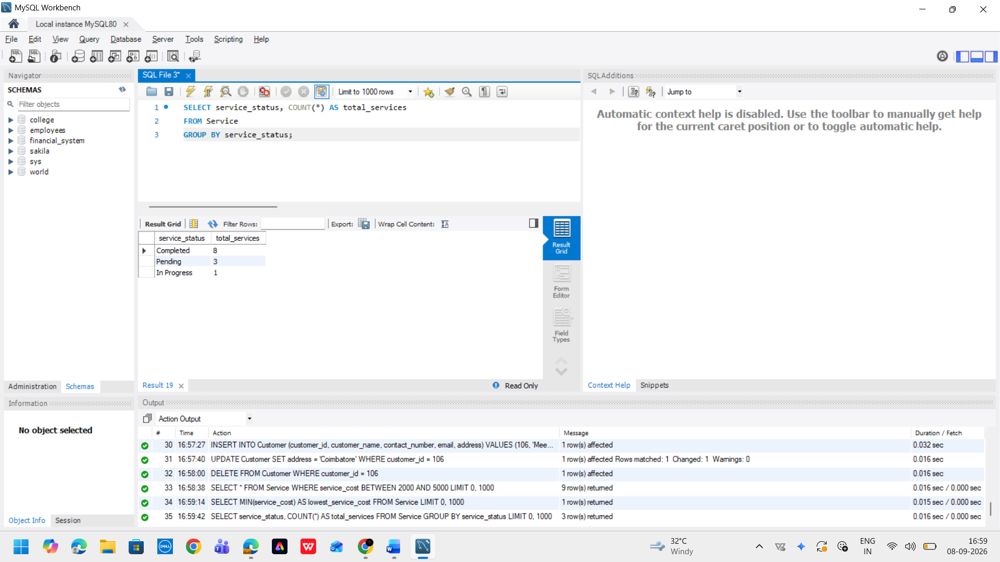 MySQL Workbench
Local instance MySQL80
File Edit View Query Database Server Tools Scripting Help
Navigator
SCHEMAS
Filter objects
college
employees
financial_system
sakila
sys
world
Administration Schemas
Information
No object selected
Object Info Session
SQL File 3*
Limit to 1000 rows
1 SELECT service_status, COUNT(*) AS total_services
2 FROM Service
3 GROUP BY service_status;
Result Grid Filter Rows: Export: Wrap Cell Content:
service_status total_services
Completed 8
Pending 3
In Progress 1
Result Grid
Form Editor
Field Types
Result 19
Read Only
SQLAdditions
Jump to
Automatic context help is disabled. Use the toolbar to manually get help
for the current caret position or to toggle automatic help.
Context Help Snippets
Output
Action Output
# Time Action Message Duration / Fetch
30 16:57:27 INSERT INTO Customer (customer_id, customer_name, contact_number, email, address) VALUES (106, 'Mee... 1 row(s) affected 0.032 sec
31 16:57:40 UPDATE Customer SET address = 'Coimbatore' WHERE customer_id = 106 1 row(s) affected Rows matched: 1 Changed: 1 Warnings: 0 0.016 sec
32 16:58:00 DELETE FROM Customer WHERE customer_id = 106 1 row(s) affected 0.016 sec
33 16:58:38 SELECT * FROM Service WHERE service_cost BETWEEN 2000 AND 5000 LIMIT 0, 1000 9 row(s) returned 0.016 sec / 0.000 sec
34 16:59:14 SELECT MIN(service_cost) AS lowest_service_cost FROM Service LIMIT 0, 1000 1 row(s) returned 0.015 sec / 0.000 sec
35 16:59:42 SELECT service_status, COUNT(*) AS total_services FROM Service GROUP BY service_status LIMIT 0, 1000 3 row(s) returned 0.016 sec / 0.000 sec
32°C
Windy
ENG
IN
16:59
08-09-2026